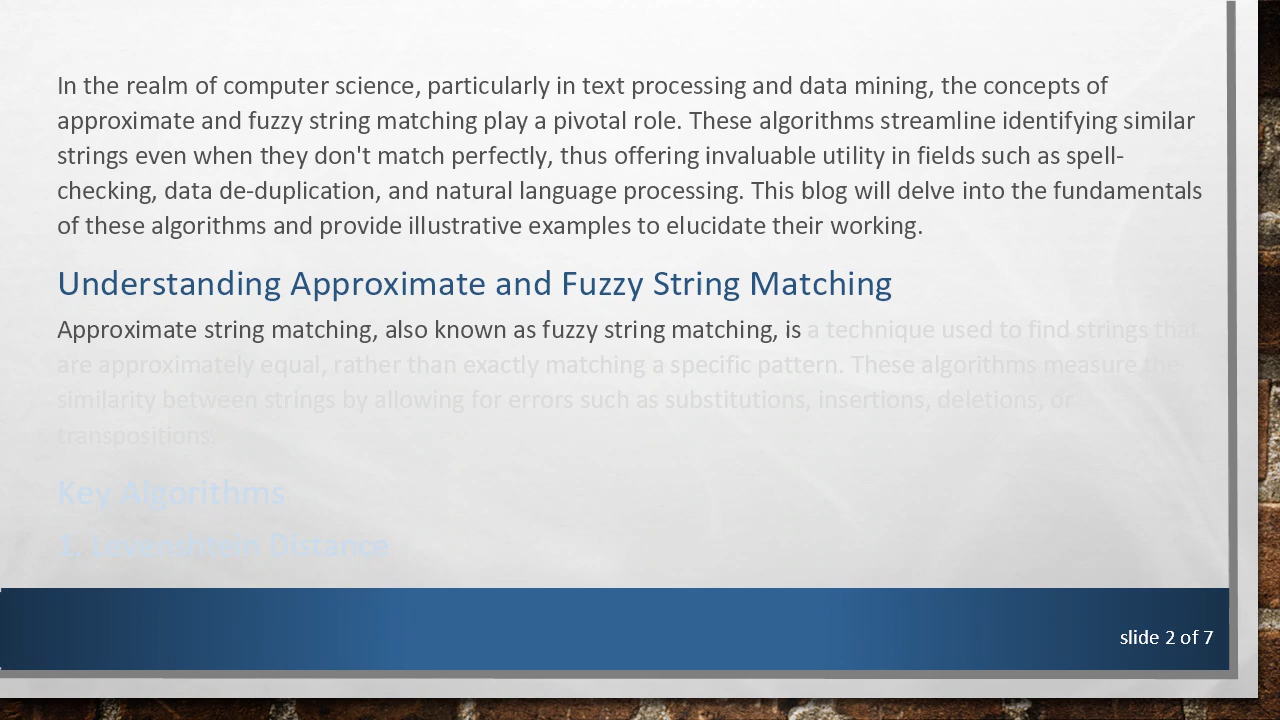 In the realm of computer science, particularly in text processing and data mining, the concepts of
approximate and fuzzy string matching play a pivotal role. These algorithms streamline identifying similar
strings even when they don't match perfectly, thus offering invaluable utility in fields such as spell-
checking, data de-duplication, and natural language processing. This blog will delve into the fundamentals
of these algorithms and provide illustrative examples to elucidate their working.
Understanding Approximate and Fuzzy String Matching
Approximate string matching, also known as fuzzy string matching, is a technique used to find strings that
are approximately equal, rather than exactly matching a specific pattern. These algorithms measure the
similarity between strings by allowing for errors such as substitutions, insertions, deletions, or
transpositions.
Key Algorithms
1. Levenshtein Distance
slide 2 of 7